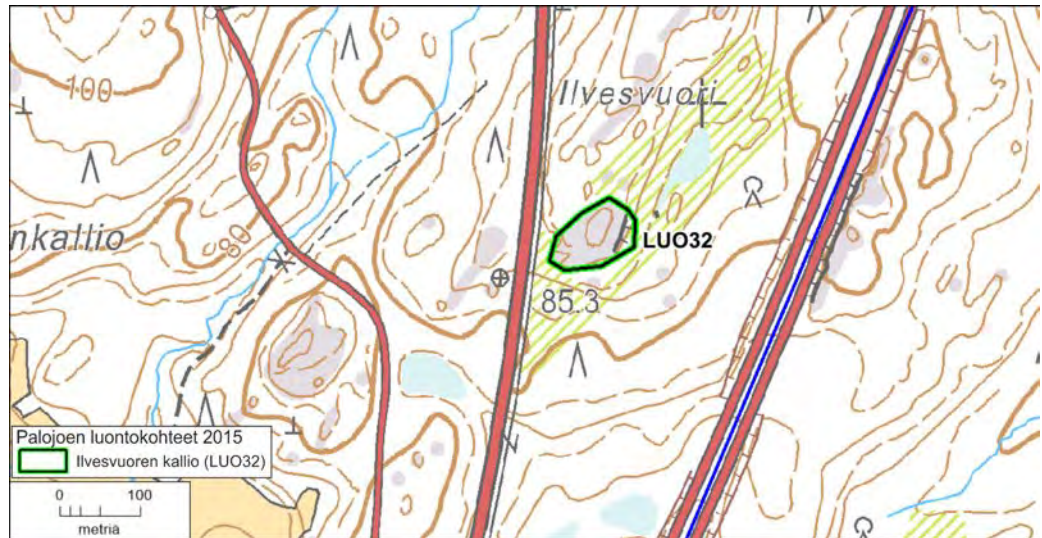 100
Ilvesvuori
nkallio
80
LUO32
85.3
Palojoen luontokohteet 2015
Ilvesvuoren kallio (LUO32)
0 100
metriä